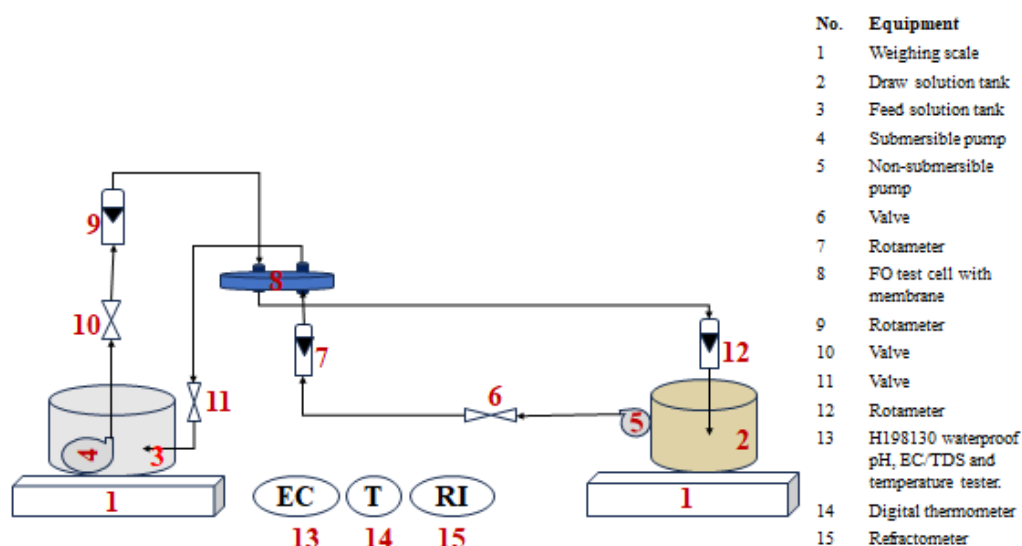 9
10
4
3
1
11
8
7
6
5
12
2
1
EC T RI
13 14 15
No. Equipment
1 Weighing scale
2 Draw solution tank
3 Feed solution tank
4 Submersible pump
5 Non-submersible
pump
6 Valve
7 Rotameter
8 FO test cell with
membrane
9 Rotameter
10 Valve
11 Valve
12 Rotameter
13 H198130 waterproof
pH, EC/TDS and
temperature tester.
14 Digital thermometer
15 Refractometer